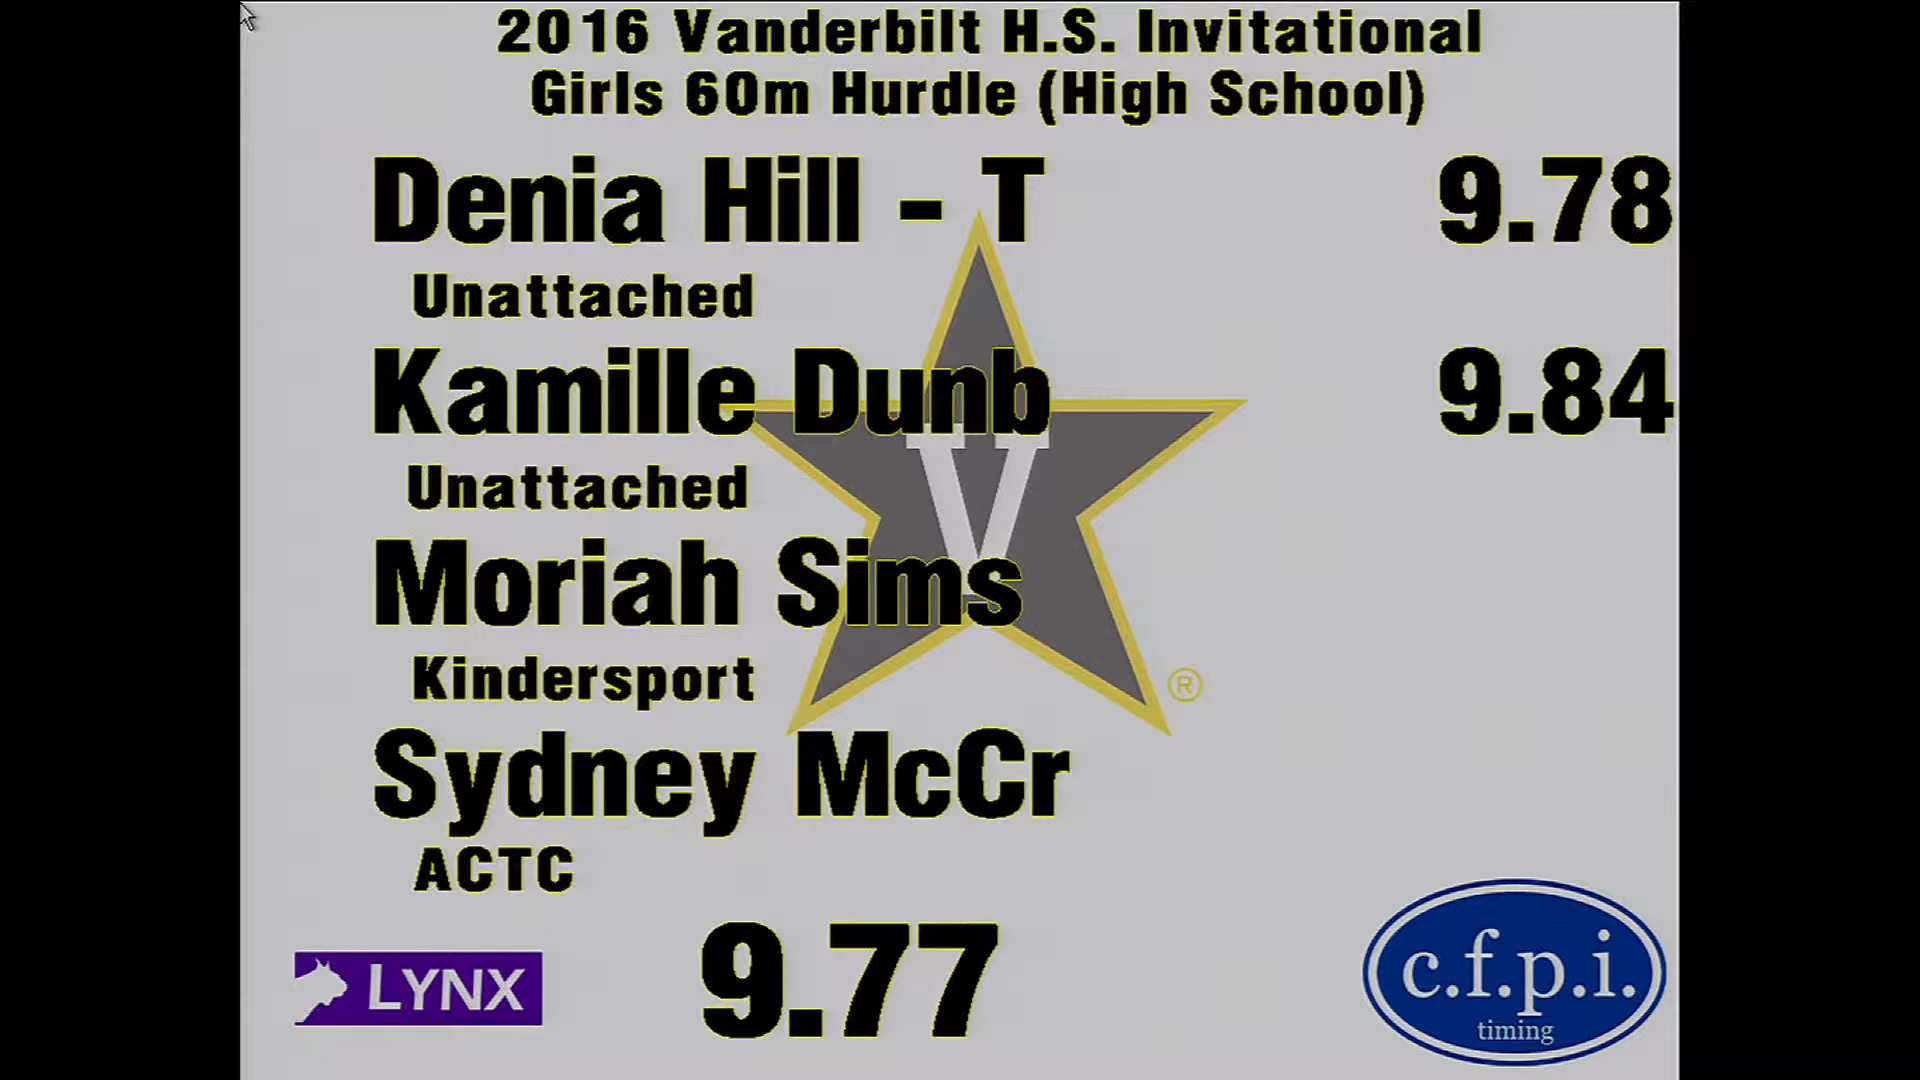 2016 Vanderbilt H.S. Invitational
Girls 60m Hurdle (High School)
Denia Hill - T 9.78
Unattached
Kamille Dunb 9.84
Unattached
V
Moriah Sims
Kindersport
®
Sydney McCr
ACTC
LYNX
9.77
c.f.p.i.
timing